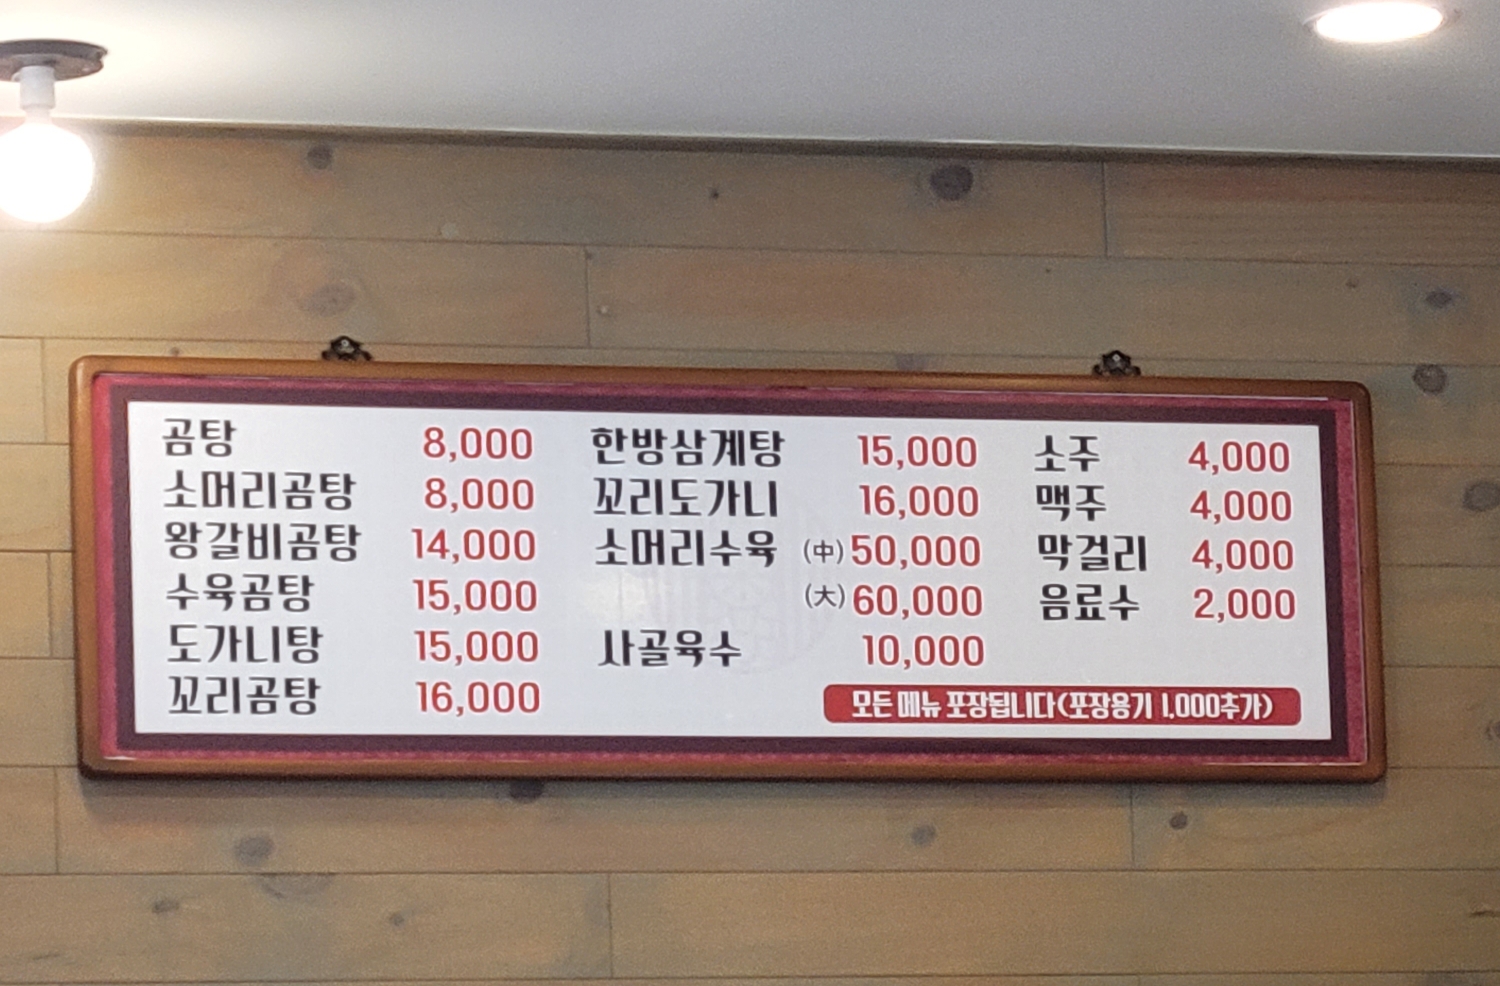 곰탕 8,000
소머리곰탕 8,000
왕갈비곰탕 14,000
수육곰탕 15,000
도가니탕 15,000
꼬리곰탕 16,000
한방삼계탕 15,000
꼬리도가니 16,000
소머리수육 (中) 50,000
(大) 60,000
사골육수 10,000
소주 4,000
맥주 4,000
막걸리 4,000
음료수 2,000
모든 메뉴 포장됩니다(포장용기 1,000추가)